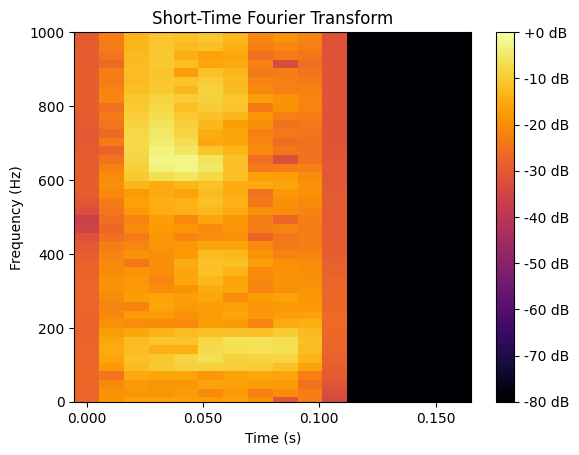 Short-Time Fourier Transform
Frequency (Hz)
1000
800
600
400
200
0
0.000
0.050
0.100
0.150
Time (s)
+0 dB
-10 dB
-20 dB
-30 dB
-40 dB
-50 dB
-60 dB
-70 dB
-80 dB